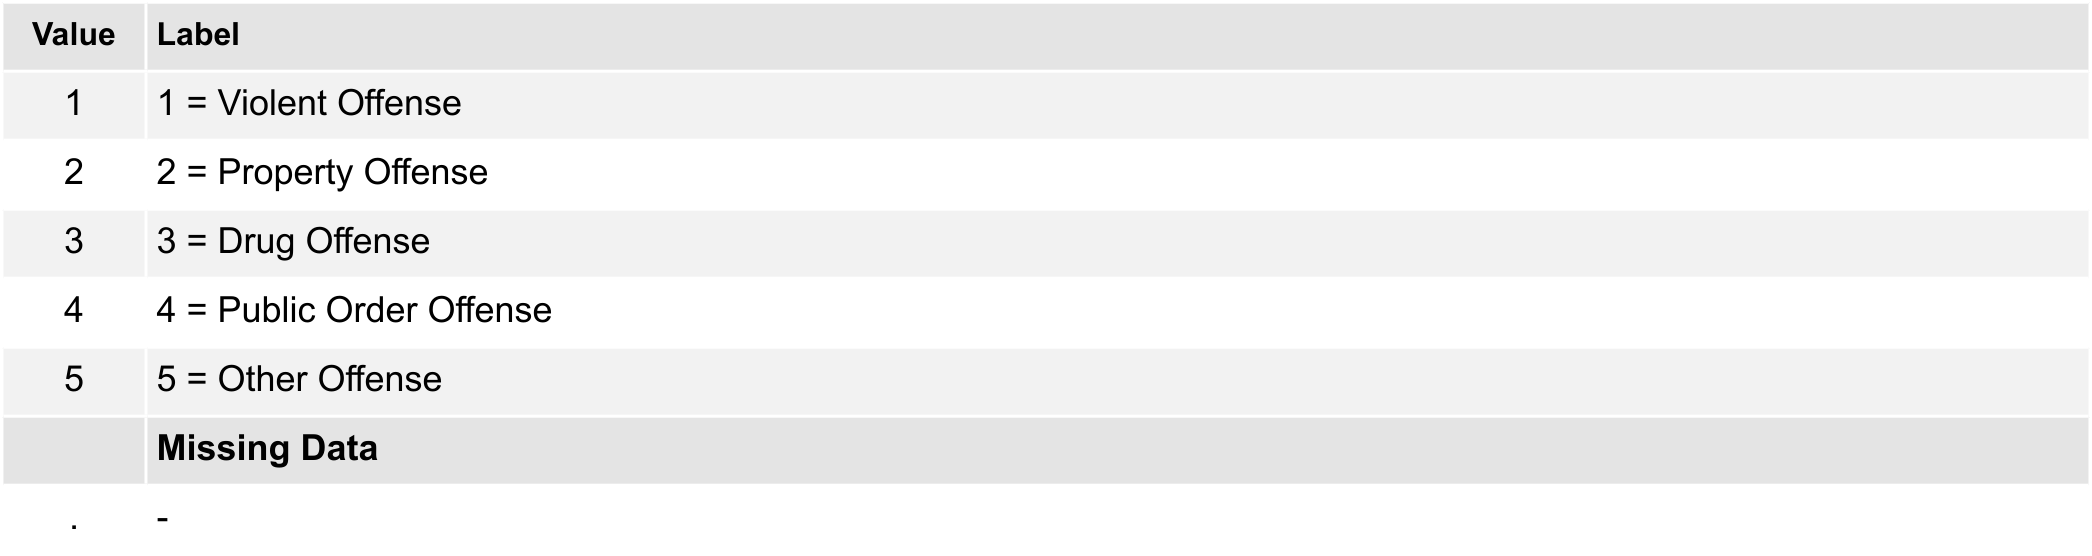 Value Label
1 1 = Violent Offense
2 2 = Property Offense
3 3 = Drug Offense
4 4 = Public Order Offense
5 5 = Other Offense
Missing Data
. -